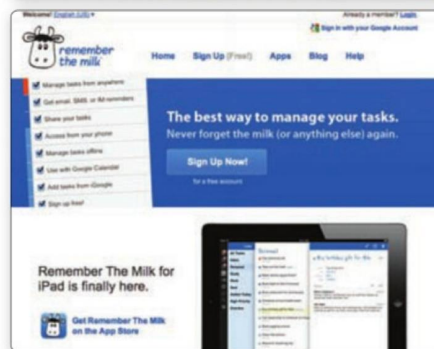 Welcome! English (US)
Already a member? Login
Sign in with your Google Account
remember
the milk
Home Sign Up (Free!) Apps Blog Help
Manage tasks from anywhere
Get email, SMS, or IM reminders
Share your tasks
Access from your phone
Manage tasks offline
Use with Google Calendar
Add tasks from iGoogle
Sign up free!
The best way to manage your tasks.
Never forget the milk (or anything else) again.
Sign Up Now!
for a free account
Remember The Milk for
iPad is finally here.
Get Remember The Milk
on the App Store